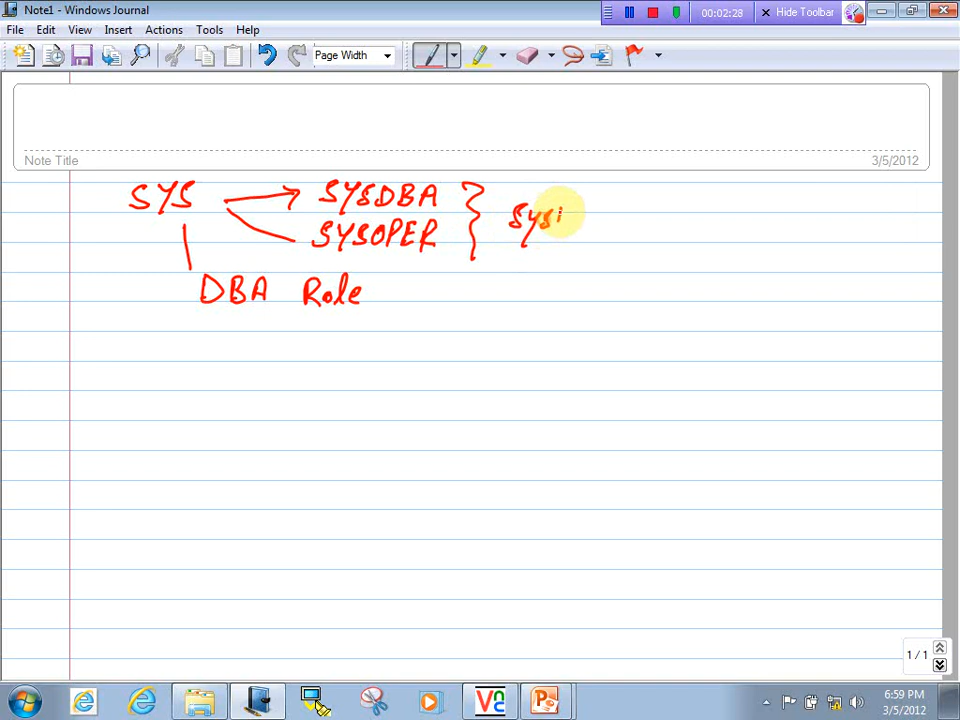 Note1 - Windows Journal
00:02:28
Hide Toolbar
File Edit View Insert Actions Tools Help
Page Width
Note Title
3/5/2012
SYS SYSDBA
SYSOPER
Sysi
DBA Role
1 / 1
6:59 PM
3/5/2012